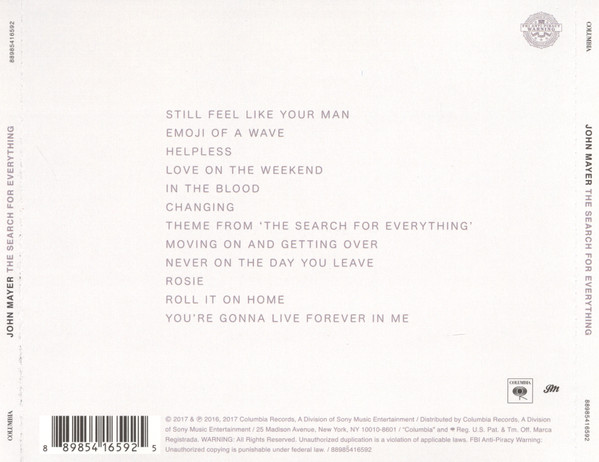 88985416592
JOHN MAYER THE SEARCH FOR EVERYTHING
COLUMBIA
WARNING
STILL FEEL LIKE YOUR MAN
EMOJI OF A WAVE
HELPLESS
LOVE ON THE WEEKEND
IN THE BLOOD
CHANGING
THEME FROM ‘THE SEARCH FOR EVERYTHING’
MOVING ON AND GETTING OVER
NEVER ON THE DAY YOU LEAVE
ROSIE
ROLL IT ON HOME
YOU’RE GONNA LIVE FOREVER IN ME
COLUMBIA
JOHN MAYER THE SEARCH FOR EVERYTHING
88985416592
COLUMBIA
8 89854 16592 5
© 2017 & ℗ 2016, 2017 Columbia Records, A Division of Sony Music Entertainment / Distributed by Columbia Records, A Division
of Sony Music Entertainment / 25 Madison Avenue, New York, NY 10010-8601 / "Columbia" and Reg. U.S. Pat. & Tm. Off. Marca
Registrada. WARNING: All Rights Reserved. Unauthorized duplication is a violation of applicable laws. FBI Anti-Piracy Warning:
Unauthorized copying is punishable under federal law. / 88985416592